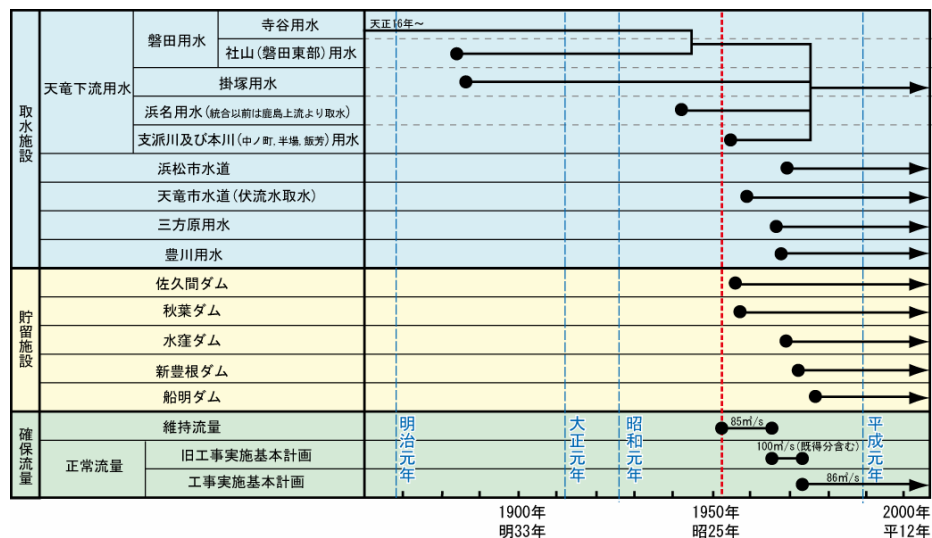 取水施設
天竜下流用水
磐田用水
寺谷用水
天正16年～
社山(磐田東部)用水
掛塚用水
浜名用水(統合以前は鹿島上流より取水)
支派川及び本川(中ノ町,半場,飯芳)用水
浜松市水道
天竜市水道(伏流水取水)
三方原用水
豊川用水
貯留施設
佐久間ダム
秋葉ダム
水窪ダム
新豊根ダム
船明ダム
確保流量
維持流量
85㎥/s
正常流量
旧工事実施基本計画
100㎥/s(既得分含む)
工事実施基本計画
86㎥/s
明治元年
大正元年
昭和元年
平成元年
1900年
明33年
1950年
昭25年
2000年
平12年